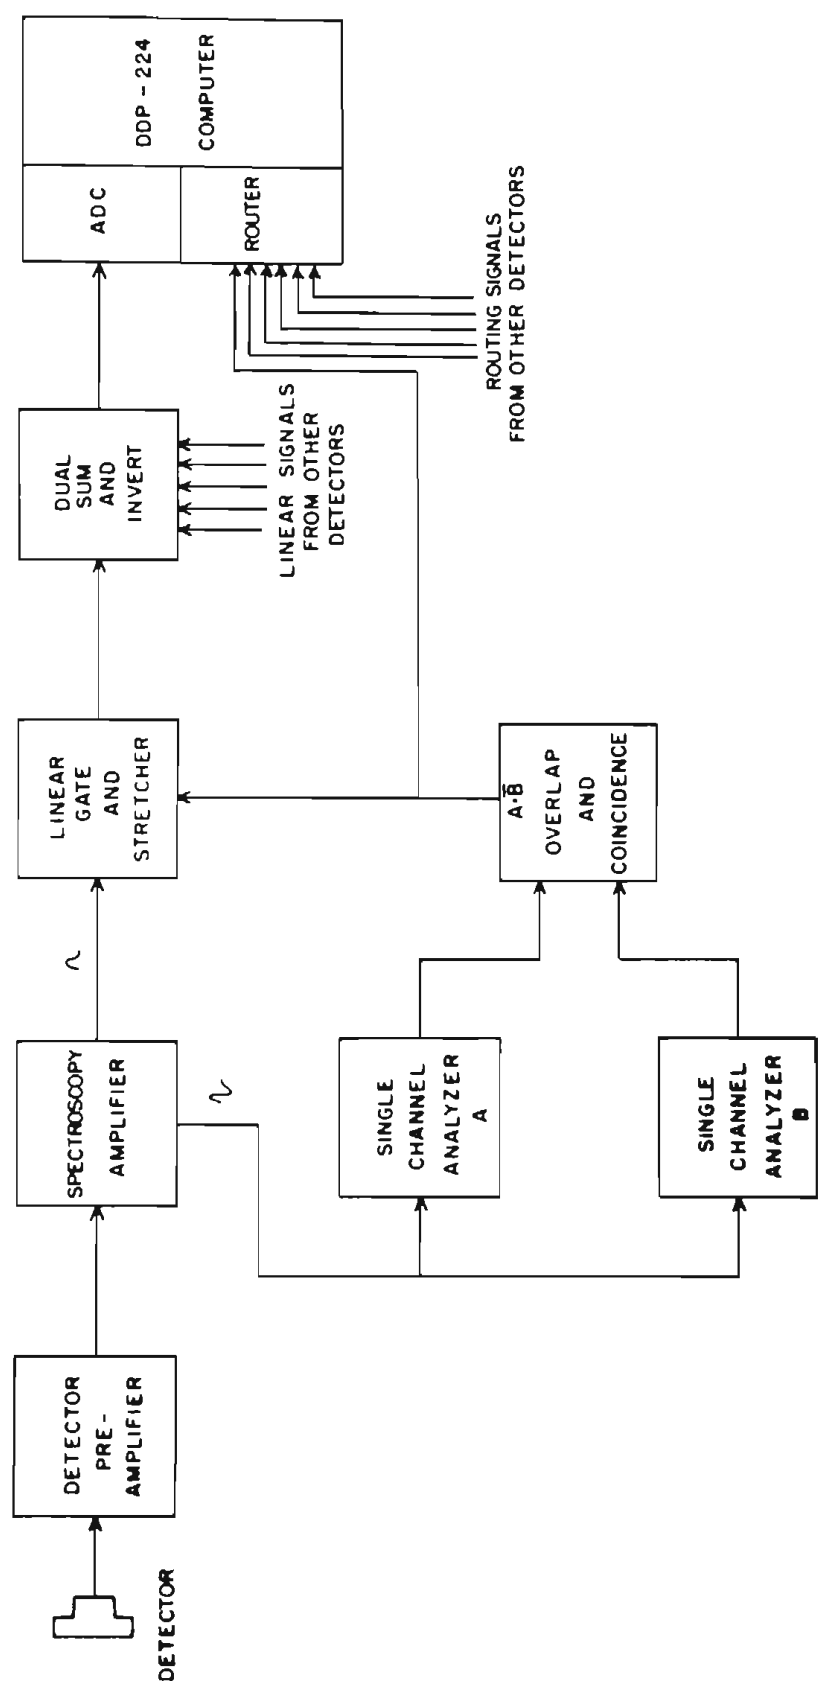 DETECTOR
DETECTOR
PRE-
AMPLIFIER
SPECTROSCOPY
AMPLIFIER
LINEAR
GATE
AND
STRETCHER
DUAL
SUM
AND
INVERT
LINEAR SIGNALS
FROM OTHER
DETECTORS
ADC
ROUTER
DDP-224
COMPUTER
ROUTING SIGNALS
FROM OTHER DETECTORS
SINGLE
CHANNEL
ANALYZER
A
SINGLE
CHANNEL
ANALYZER
B
A·B̅
OVERLAP
AND
COINCIDENCE